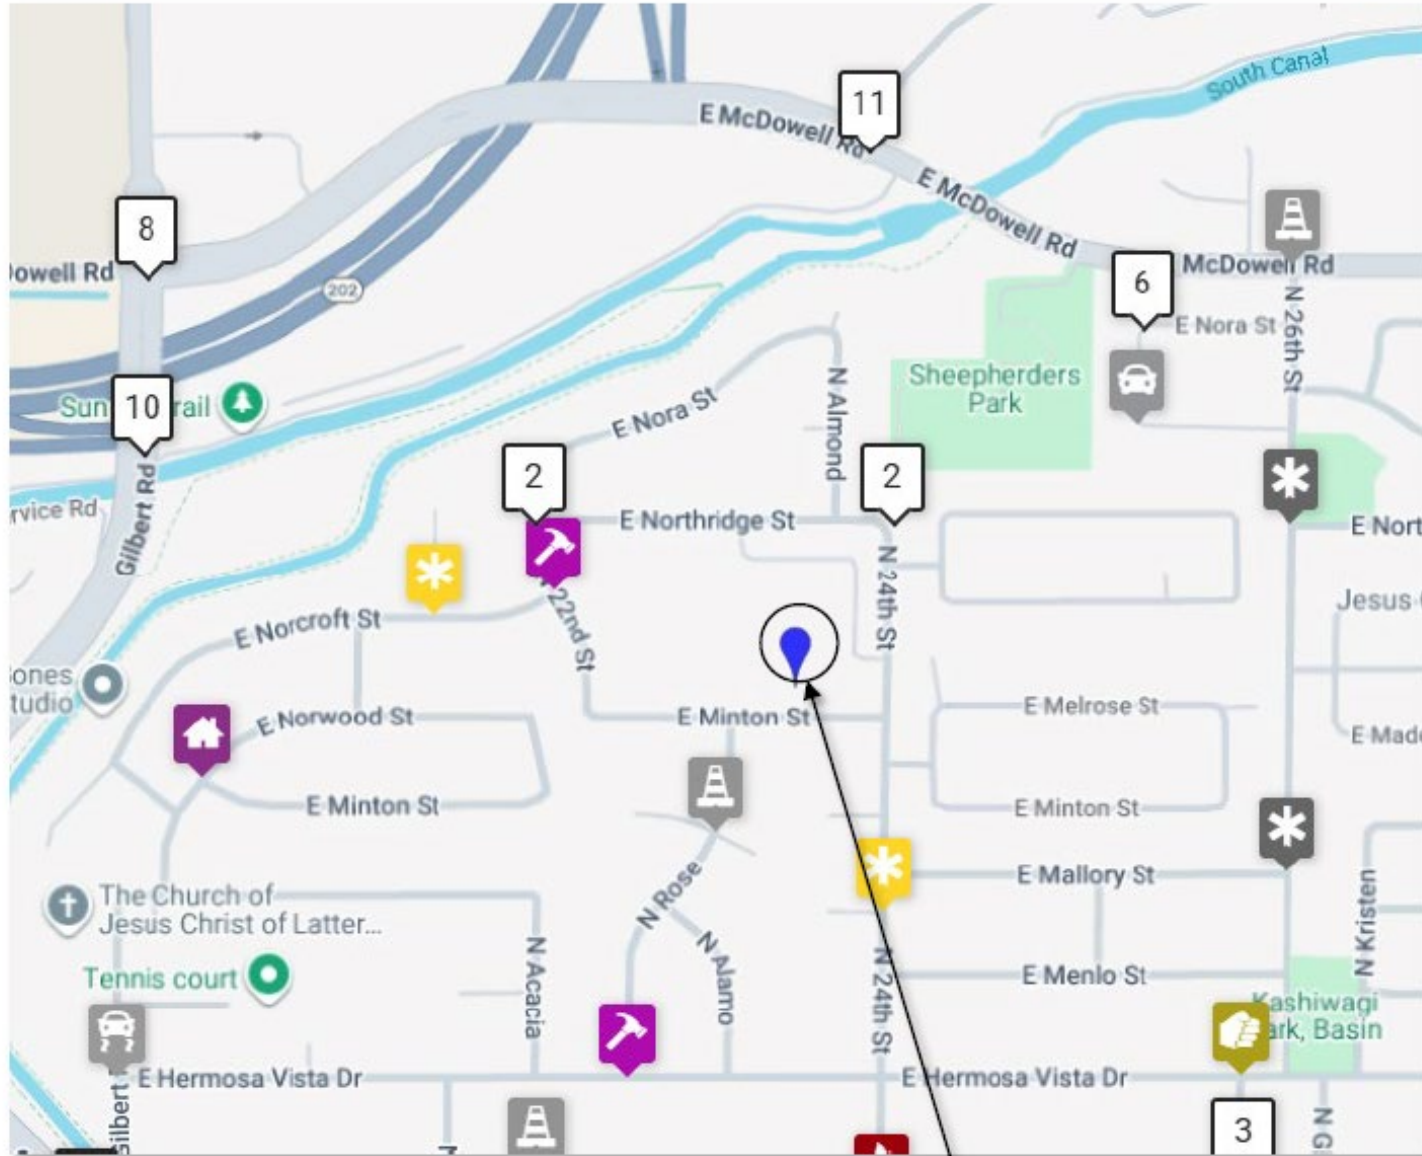 South Canal
11
E McDowell Rd
E McDowell Rd
8
owell Rd
McDowell Rd
6
202
E Nora St
N 26th St
10
Sun
rail
Sheepherders
Park
N Almond
E Nora St
2
2
rvice Rd
Gilbert Rd
E Northridge St
E Nort
N 24th St
22nd St
Jesus
E Norcroft St
ones
tudio
E Norwood St
E Minton St
E Melrose St
E Made
E Minton St
E Minton St
E Mallory St
N Rose
N Kristen
The Church of
Jesus Christ of Latter...
N Acacia
N Alamo
N 24th St
Tennis court
E Menlo St
Kashiwagi
ark, Basin
E Hermosa Vista Dr
E Hermosa Vista Dr
ilbert
3
N Gi